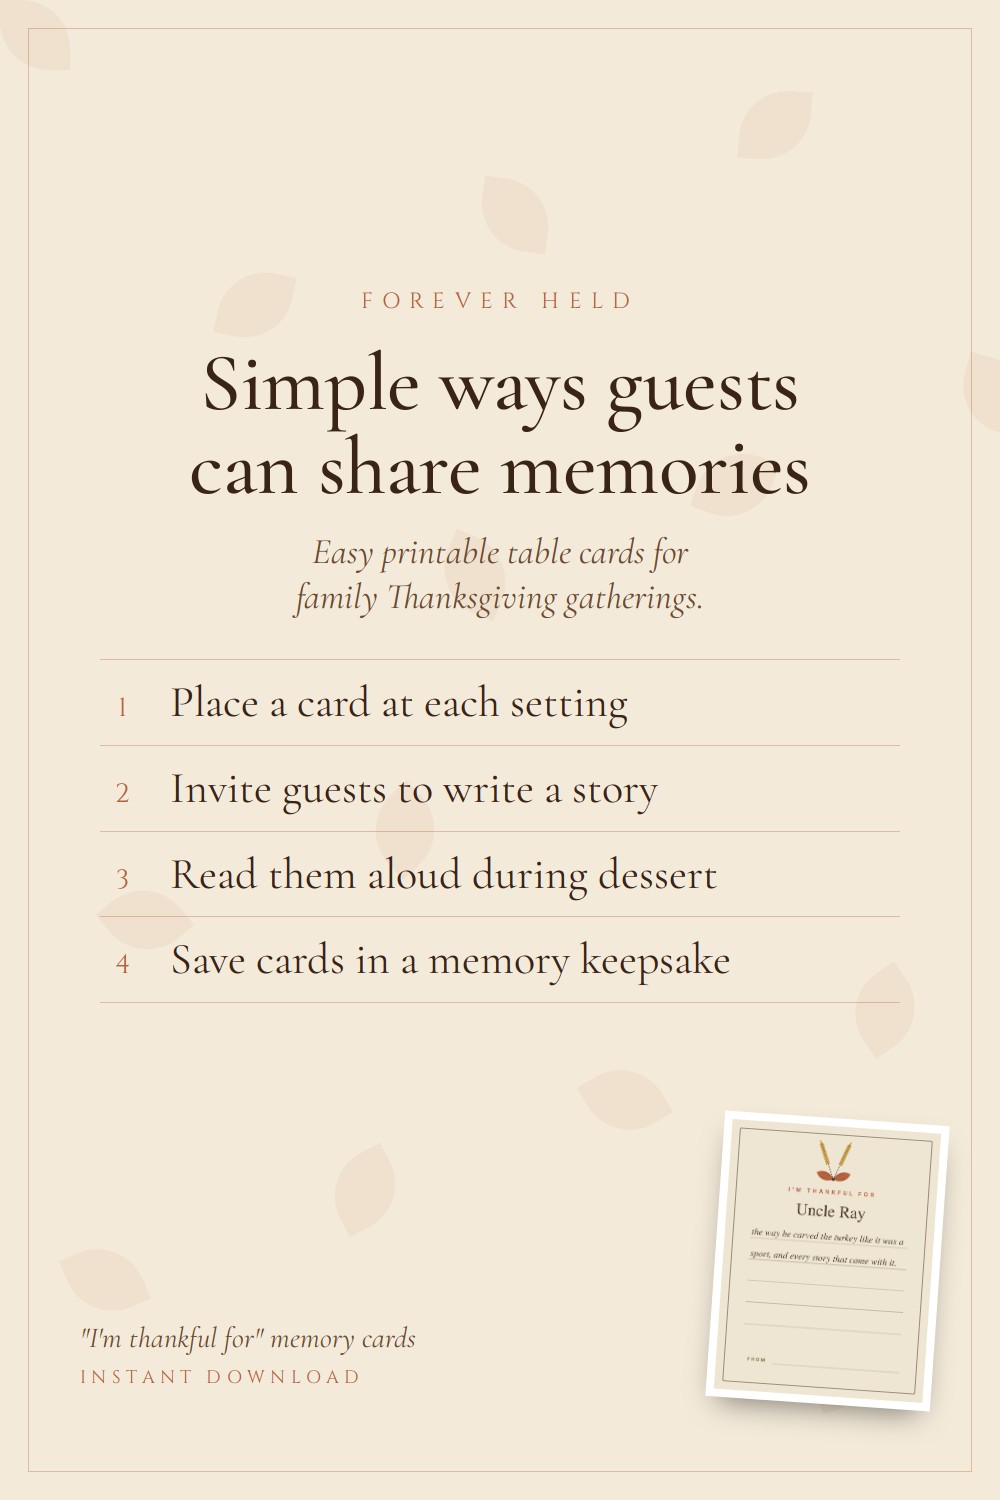 FOREVER HELD
Simple ways guests
can share memories
Easy printable table cards for
family Thanksgiving gatherings.
1 Place a card at each setting
2 Invite guests to write a story
3 Read them aloud during dessert
4 Save cards in a memory keepsake
I'M THANKFUL FOR
Uncle Ray
the way he carved the turkey like it was a
sport, and every story that came with it.
FROM
"I'm thankful for" memory cards
INSTANT DOWNLOAD